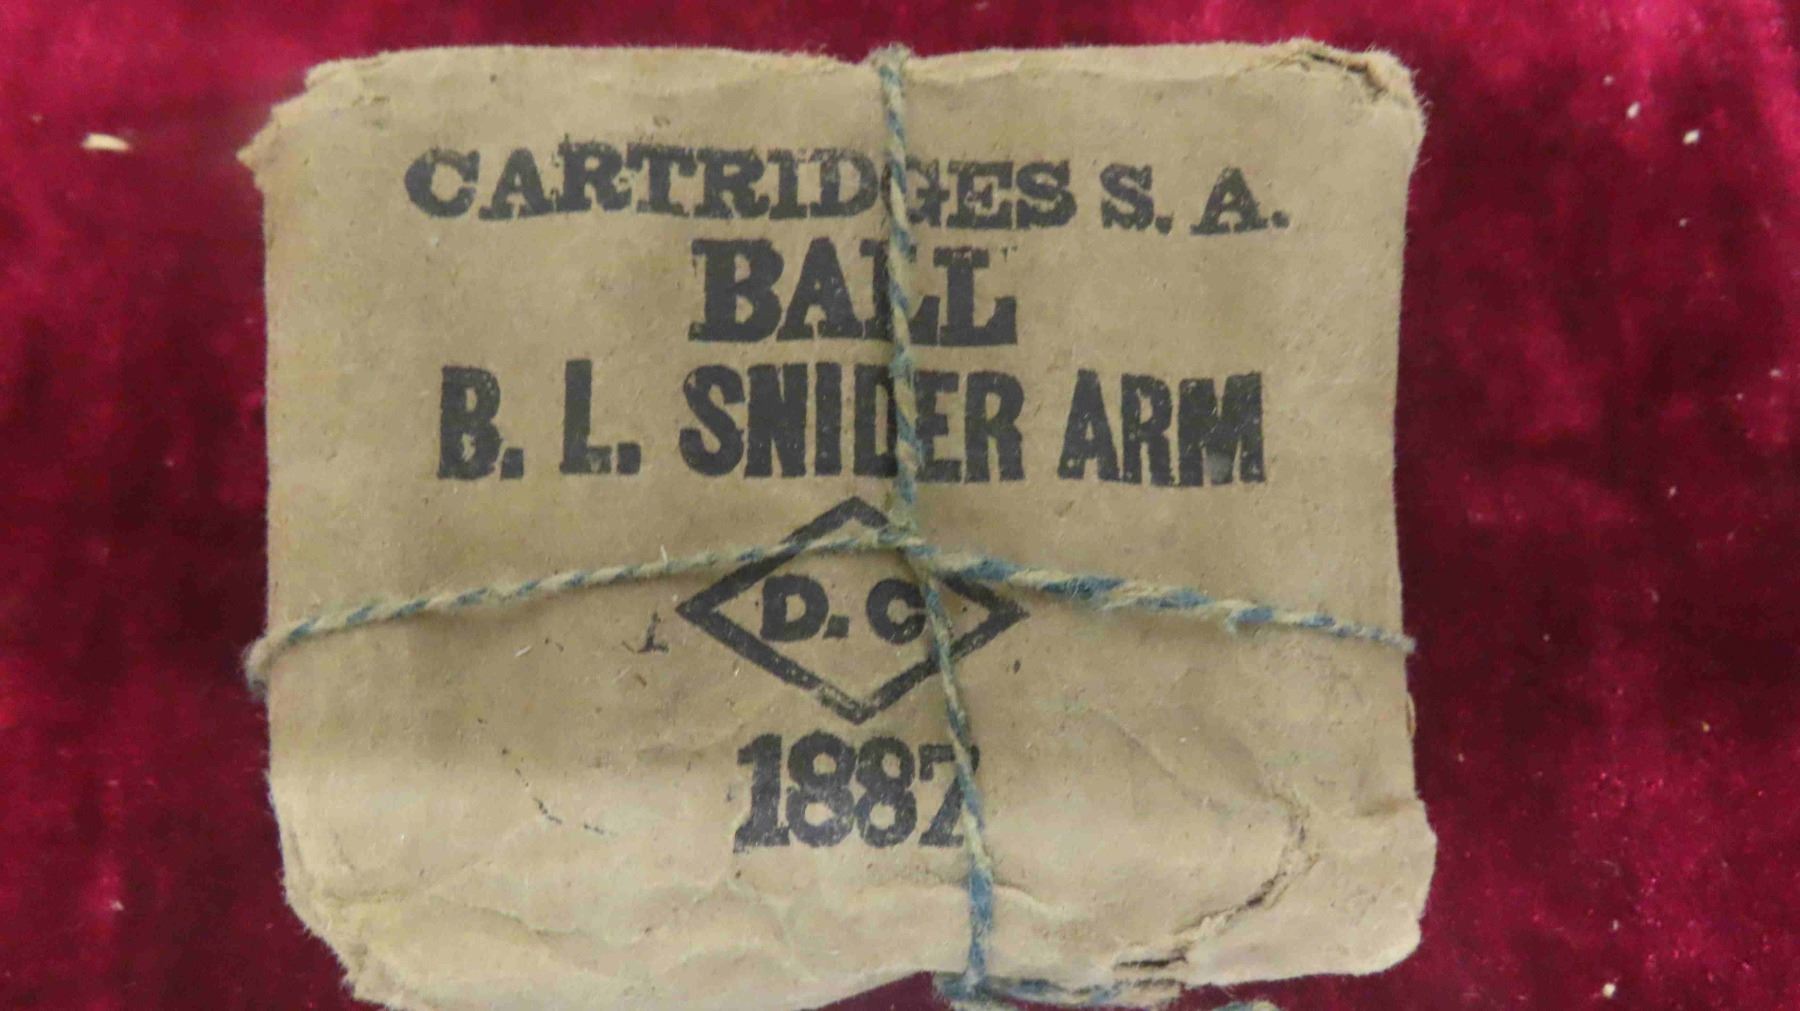 CARTRIDGES S. A.
BALL
B. L. SNIDER ARM
D. C.
1887